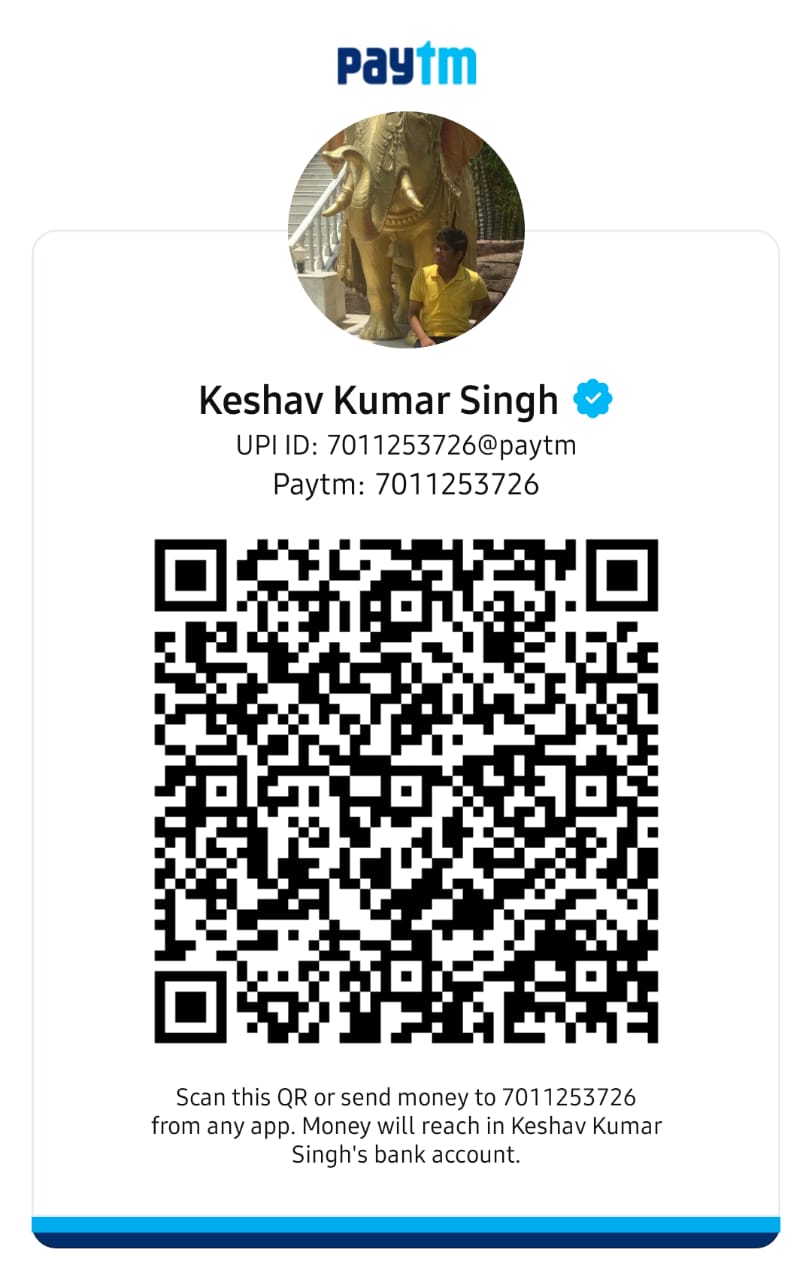 paytm
Keshav Kumar Singh
UPI ID: 7011253726@paytm
Paytm: 7011253726
Scan this QR or send money to 7011253726
from any app. Money will reach in Keshav Kumar
Singh's bank account.